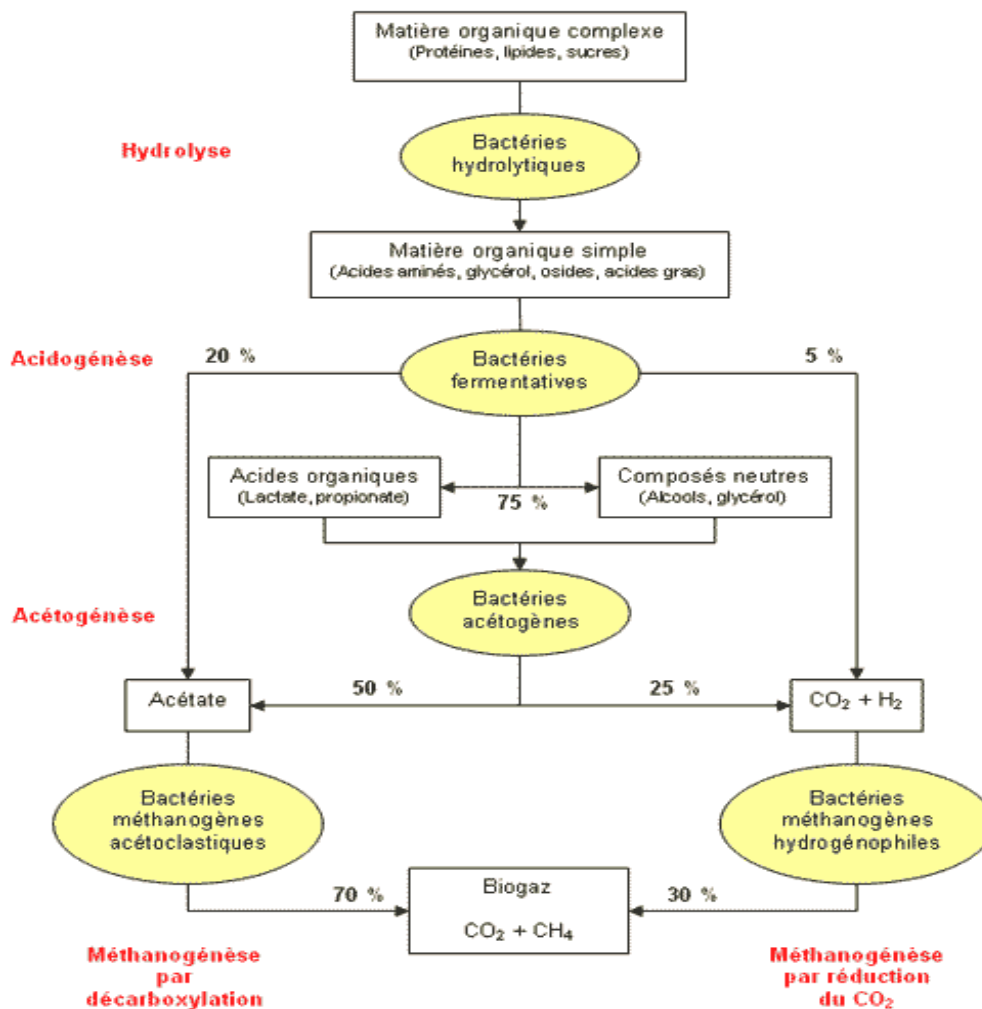 Matière organique complexe
(Protéines, lipides, sucres)
Hydrolyse
Bactéries
hydrolytiques
Matière organique simple
(Acides aminés, glycérol, osides, acides gras)
Acidogénèse
20 %
Bactéries
fermentatives
5 %
Acides organiques
(Lactate, propionate)
75 %
Composés neutres
(Alcools, glycérol)
Acétogénèse
Bactéries
acétogènes
Acétate
50 %
25 %
CO₂ + H₂
Bactéries
méthanogènes
acétoclastiques
Bactéries
méthanogènes
hydrogénophiles
70 %
Biogaz
CO₂ + CH₄
30 %
Méthanogénèse
par
décarboxylation
Méthanogénèse
par réduction
du CO₂